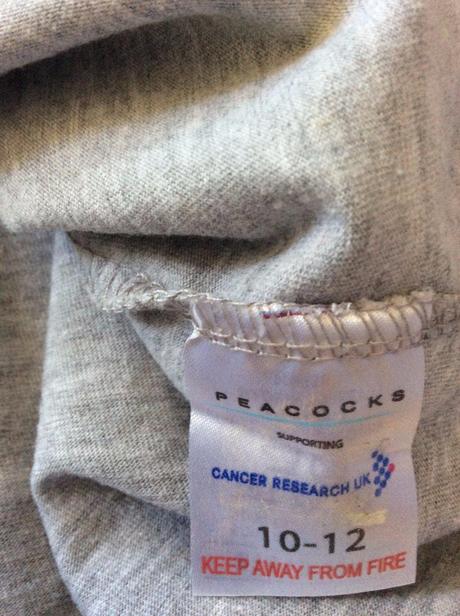 PEACOCKS
SUPPORTING
CANCER RESEARCH UK
10-12
KEEP AWAY FROM FIRE